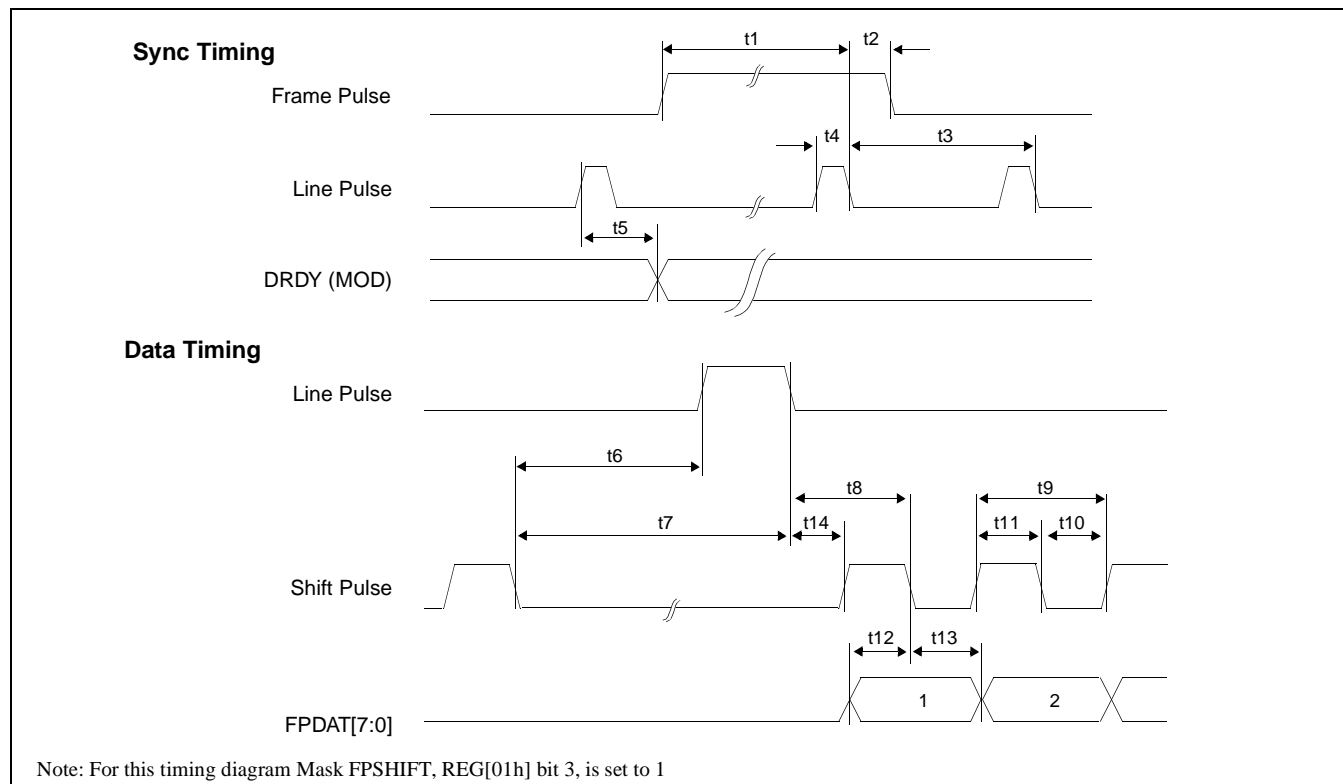 Sync Timing
t1
t2
Frame Pulse
t4
t3
Line Pulse
t5
DRDY (MOD)
Data Timing
Line Pulse
t6
t8
t9
t7
t14
t11
t10
Shift Pulse
t12
t13
1
2
FPDAT[7:0]
Note: For this timing diagram Mask FPSHIFT, REG[01h] bit 3, is set to 1